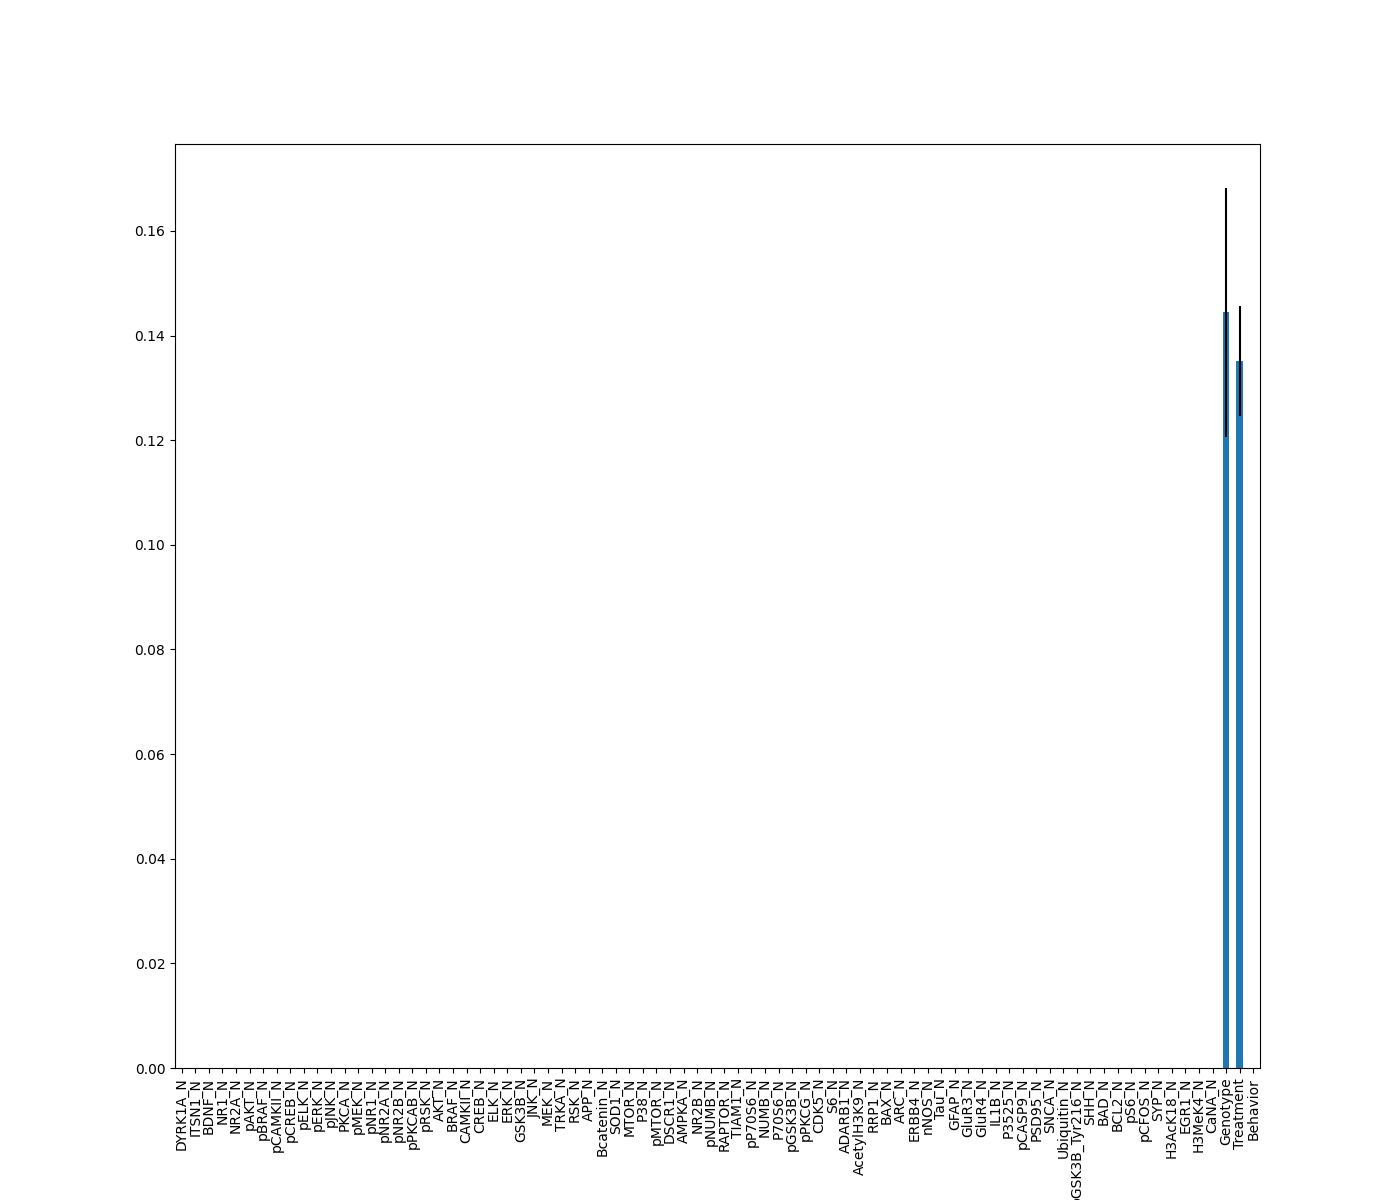 0.16
0.14
0.12
0.10
0.08
0.06
0.04
0.02
0.00
DYRK1A_N
ITSN1_N
BDNF_N
NR1_N
NR2A_N
pAKT_N
pBRAF_N
pCAMKII_N
pCREB_N
pELK_N
pERK_N
pJNK_N
PKCA_N
pMEK_N
pNR1_N
pNR2A_N
pNR2B_N
pPKCAB_N
pRSK_N
AKT_N
BRAF_N
CAMKII_N
CREB_N
ELK_N
ERK_N
GSK3B_N
JNK_N
MEK_N
TRKA_N
RSK_N
APP_N
Bcatenin_N
SOD1_N
MTOR_N
P38_N
pMTOR_N
DSCR1_N
AMPKA_N
NR2B_N
pNUMB_N
RAPTOR_N
TIAM1_N
pP70S6_N
NUMB_N
P70S6_N
pGSK3B_N
pPKCG_N
CDK5_N
S6_N
ADARB1_N
AcetylH3K9_N
RRP1_N
BAX_N
ARC_N
ERBB4_N
nNOS_N
Tau_N
GFAP_N
GluR3_N
GluR4_N
IL1B_N
P3525_N
pCASP9_N
PSD95_N
SNCA_N
Ubiquitin_N
GSK3B_Tyr216_N
SHH_N
BAD_N
BCL2_N
pS6_N
pCFOS_N
SYP_N
H3AcK18_N
EGR1_N
H3MeK4_N
CaNA_N
Genotype
Treatment
Behavior